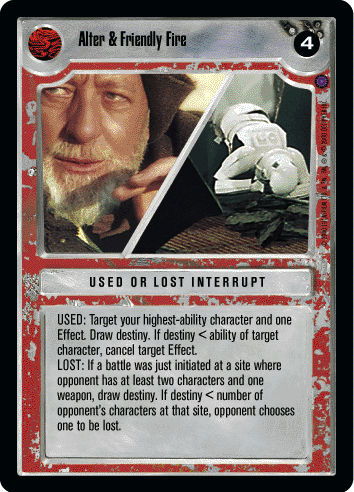 Alter & Friendly Fire
4
USED OR LOST INTERRUPT
USED: Target your highest-ability character and one
Effect. Draw destiny. If destiny < ability of target
character, cancel target Effect.
LOST: If a battle was just initiated at a site where
opponent has at least two characters and one
weapon, draw destiny. If destiny < number of
opponent's characters at that site, opponent chooses
one to be lost.